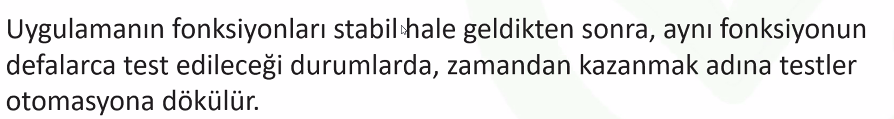 Uygulamanın fonksiyonları stabil hale geldikten sonra, aynı fonksiyonun
defalarca test edileceği durumlarda, zamandan kazanmak adına testler
otomasyona dökülür.